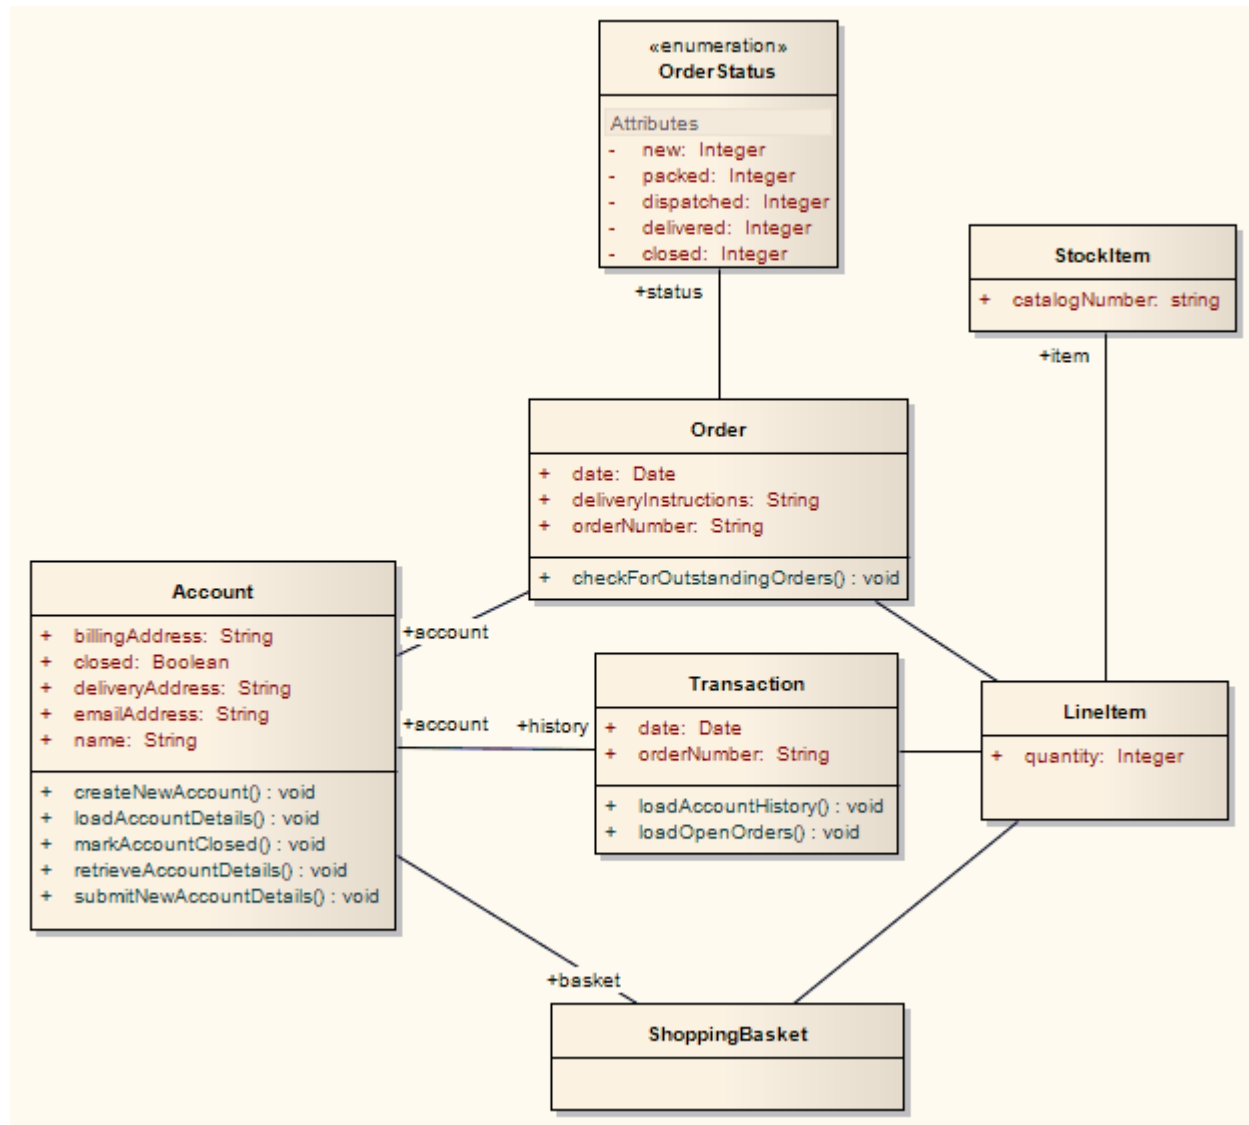 «enumeration»
OrderStatus
Attributes
- new: Integer
- packed: Integer
- dispatched: Integer
- delivered: Integer
- closed: Integer
+status
StockItem
+ catalogNumber: string
+item
Order
+ date: Date
+ deliveryInstructions: String
+ orderNumber: String
+ checkForOutstandingOrders() : void
Account
+ billingAddress: String
+ closed: Boolean
+ deliveryAddress: String
+ emailAddress: String
+ name: String
+ createNewAccount() : void
+ loadAccountDetails() : void
+ markAccountClosed() : void
+ retrieveAccountDetails() : void
+ submitNewAccountDetails() : void
+account
+account
+history
Transaction
+ date: Date
+ orderNumber: String
+ loadAccountHistory() : void
+ loadOpenOrders() : void
LineItem
+ quantity: Integer
+basket
ShoppingBasket